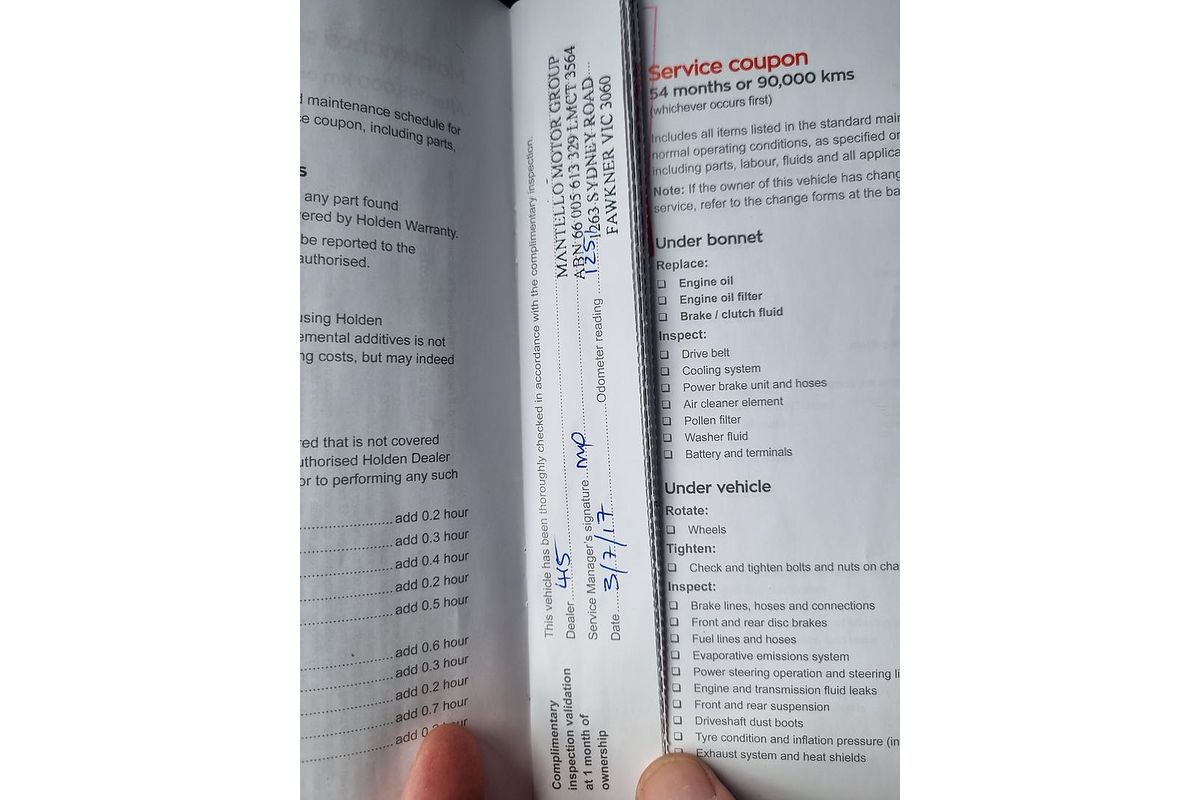 maintenance schedule for
coupon, including parts,
s
any part found
ered by Holden Warranty.
be reported to the
authorised.
using Holden
emental additives is not
ng costs, but may indeed
red that is not covered
uthorised Holden Dealer
or to performing any such
add 0.2 hour
add 0.3 hour
add 0.4 hour
add 0.2 hour
add 0.5 hour
add 0.6 hour
add 0.3 hour
add 0.2 hour
add 0.7 hour
add 0.
Complimentary
inspection validation
at 1 month of
ownership
This vehicle has been thoroughly checked in accordance with the complimentary inspection.
Dealer 415 MANTELLO MOTOR GROUP
ABN 66 005 613 329 LMCT 3564
Service Manager's signature mp 1263 SYDNEY ROAD
Date 3/7/17 Odometer reading FAWKNER VIC 3060
Service coupon
54 months or 90,000 kms
(whichever occurs first)
Includes all items listed in the standard mai
normal operating conditions, as specified or
including parts, labour, fluids and all applica
Note: If the owner of this vehicle has chang
service, refer to the change forms at the ba
Under bonnet
Replace:
Engine oil
Engine oil filter
Brake / clutch fluid
Inspect:
Drive belt
Cooling system
Power brake unit and hoses
Air cleaner element
Pollen filter
Washer fluid
Battery and terminals
Under vehicle
Rotate:
Wheels
Tighten:
Check and tighten bolts and nuts on cha
Inspect:
Brake lines, hoses and connections
Front and rear disc brakes
Fuel lines and hoses
Evaporative emissions system
Power steering operation and steering li
Engine and transmission fluid leaks
Front and rear suspension
Driveshaft dust boots
Tyre condition and inflation pressure (in
Exhaust system and heat shields